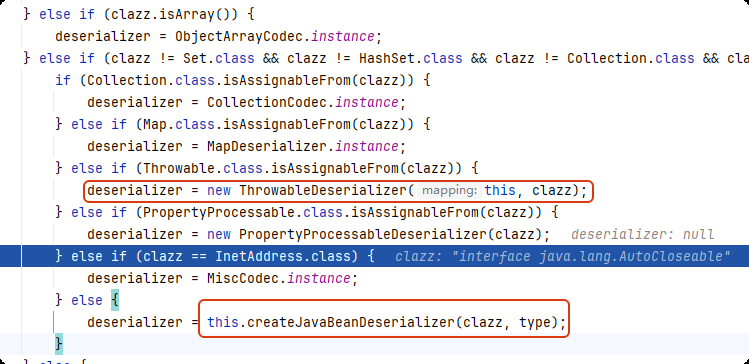 } else if (clazz.isArray()) {
deserializer = ObjectArrayCodec.instance;
} else if (clazz != Set.class && clazz != HashSet.class && clazz != Collection.class && cla
if (Collection.class.isAssignableFrom(clazz)) {
deserializer = CollectionCodec.instance;
} else if (Map.class.isAssignableFrom(clazz)) {
deserializer = MapDeserializer.instance;
} else if (Throwable.class.isAssignableFrom(clazz)) {
deserializer = new ThrowableDeserializer( mapping: this, clazz);
} else if (PropertyProcessable.class.isAssignableFrom(clazz)) {
deserializer = new PropertyProcessableDeserializer(clazz); deserializer: null
} else if (clazz == InetAddress.class) { clazz: "interface java.lang.AutoCloseable"
deserializer = MiscCodec.instance;
} else {
deserializer = this.createJavaBeanDeserializer(clazz, type);
}
} else {